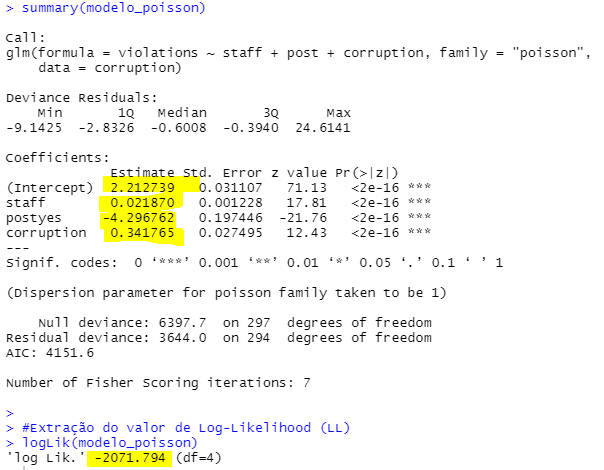 > summary(modelo_poisson)
Call:
glm(formula = violations ~ staff + post + corruption, family = "poisson",
    data = corruption)
Deviance Residuals:
    Min       1Q   Median       3Q      Max
-9.1425  -2.8326  -0.6008  -0.3940  24.6141
Coefficients:
             Estimate Std. Error z value Pr(>|z|)
(Intercept)  2.212739   0.031107   71.13   <2e-16 ***
staff        0.021870   0.001228   17.81   <2e-16 ***
postyes     -4.296762   0.197446  -21.76   <2e-16 ***
corruption   0.341765   0.027495   12.43   <2e-16 ***
---
Signif. codes:  0 ‘***’ 0.001 ‘**’ 0.01 ‘*’ 0.05 ‘.’ 0.1 ‘ ’ 1
(Dispersion parameter for poisson family taken to be 1)
    Null deviance: 6397.7  on 297  degrees of freedom
Residual deviance: 3644.0  on 294  degrees of freedom
AIC: 4151.6
Number of Fisher Scoring iterations: 7
>
> #Extração do valor de Log-Likelihood (LL)
> logLik(modelo_poisson)
'log Lik.' -2071.794 (df=4)